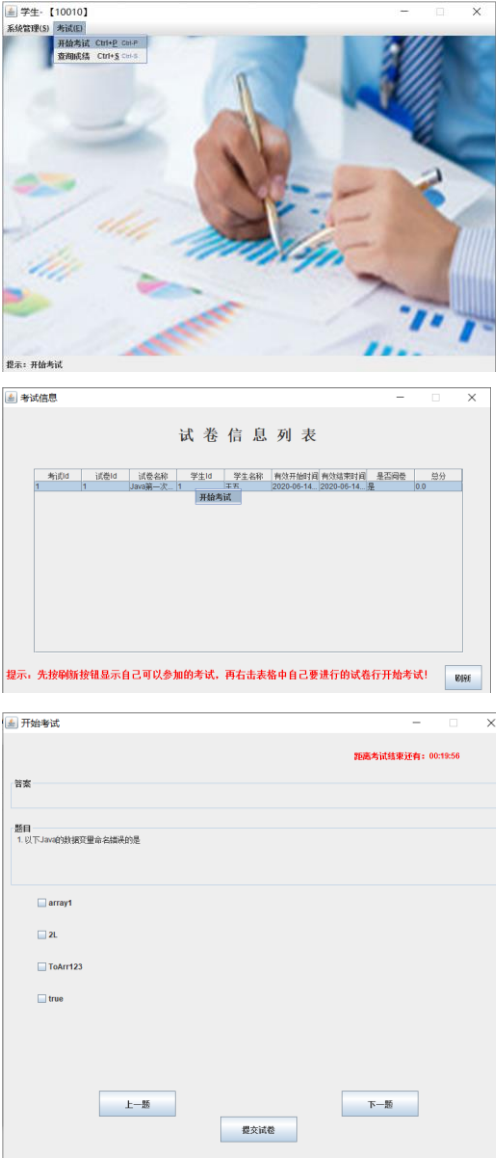 学生-【10010】
系统管理(S) 考试(E)
开始考试 Ctrl+P Ctrl-P
查询成绩 Ctrl+S Ctrl-S
提示：开始考试
考试信息
试卷信息列表
考试id 试卷id 试卷名称 学生id 学生名称 有效开始时间 有效结束时间 是否阅卷 总分
1 1 Java第一次... 1 王五 2020-06-14... 2020-06-14... 是 0.0
开始考试
提示：先按刷新按钮显示自己可以参加的考试，再右击表格中自己要进行的试卷行开始考试！ 刷新
开始考试
距离考试结束还有：00:19:56
答案
题目
1. 以下Java的数据变量命名错误的是
array1
2L
ToArr123
true
上一题 下一题
提交试卷